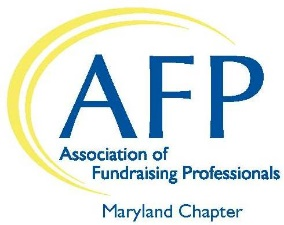 AFP
Association of
Fundraising Professionals
Maryland Chapter